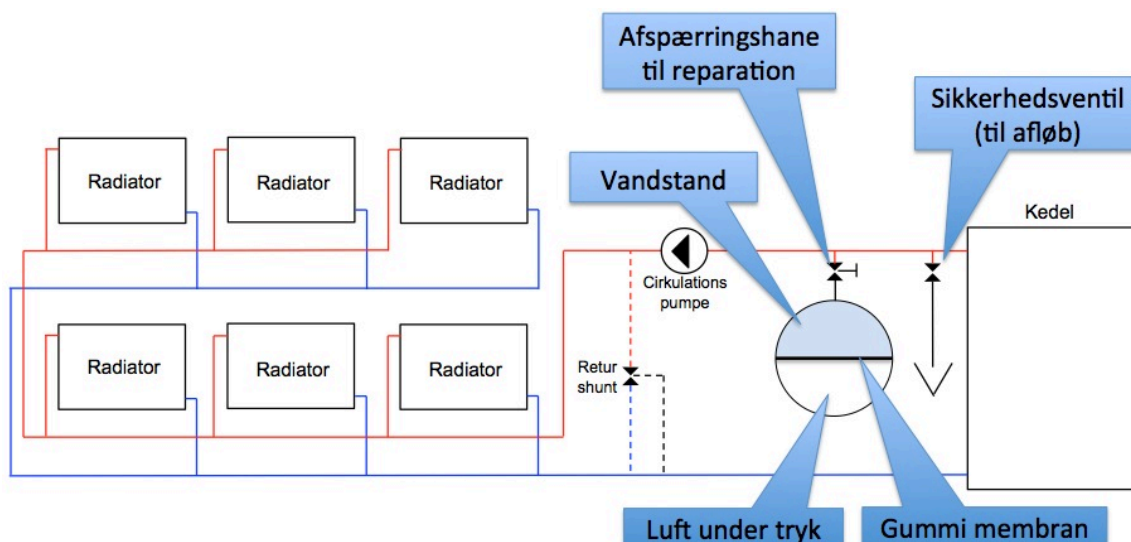 Afspærringshane
til reparation
Sikkerhedsventil
(til afløb)
Vandstand
Kedel
Radiator
Radiator
Radiator
Cirkulations
pumpe
Radiator
Radiator
Radiator
Retur
shunt
Luft under tryk
Gummi membran